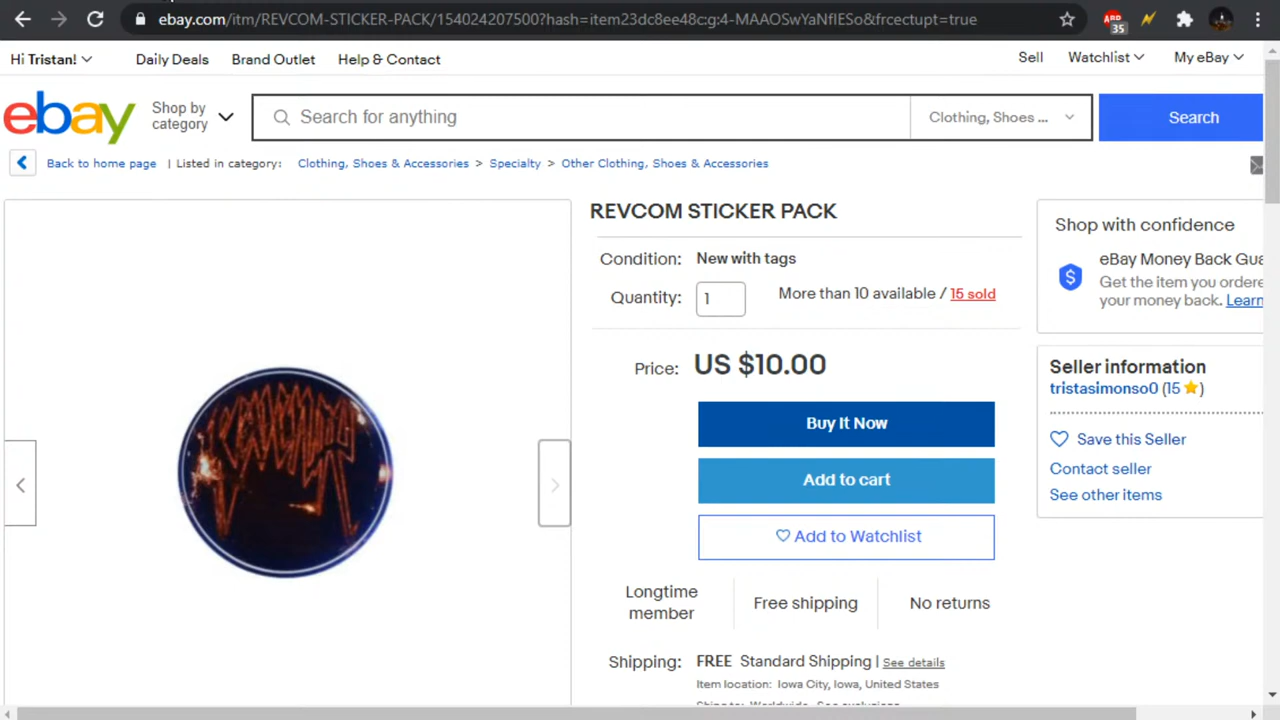 ebay.com/itm/REVCOM-STICKER-PACK/154024207500?hash=item23dc8ee48c:g:4-MAAOSwYaNfIESo&frcectupt=true
35
Hi Tristan!
Daily Deals
Brand Outlet
Help & Contact
Sell
Watchlist
My eBay
ebay
Shop by
category
Search for anything
Clothing, Shoes ...
Search
Back to home page | Listed in category: Clothing, Shoes & Accessories > Specialty > Other Clothing, Shoes & Accessories
REVCOM STICKER PACK
Condition: New with tags
Quantity: 1 More than 10 available / 15 sold
Price: US $10.00
Buy It Now
Add to cart
Add to Watchlist
Longtime
member
Free shipping
No returns
Shipping: FREE Standard Shipping | See details
Item location: Iowa City, Iowa, United States
Ships to: Worldwide See exclusions
Shop with confidence
eBay Money Back Gua
Get the item you ordere
your money back. Learn
Seller information
tristasimonso0 (15)
Save this Seller
Contact seller
See other items